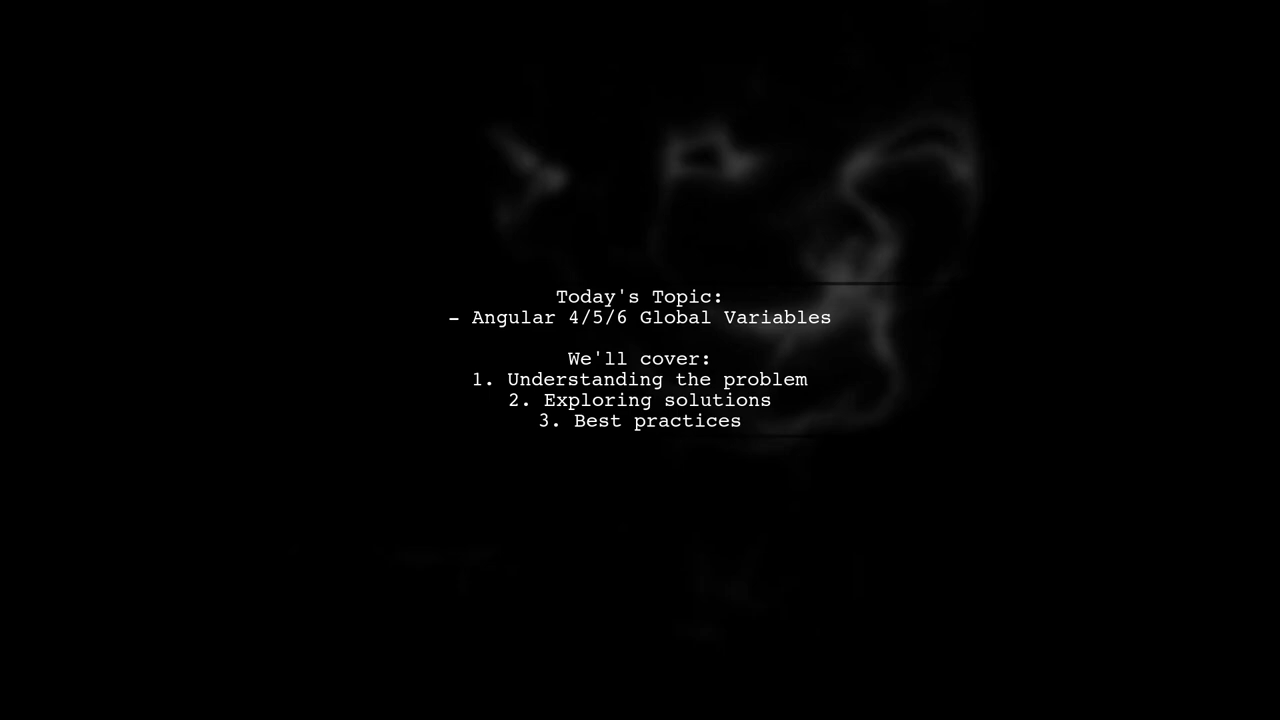 Today's Topic:
- Angular 4/5/6 Global Variables
We'll cover:
1. Understanding the problem
2. Exploring solutions
3. Best practices